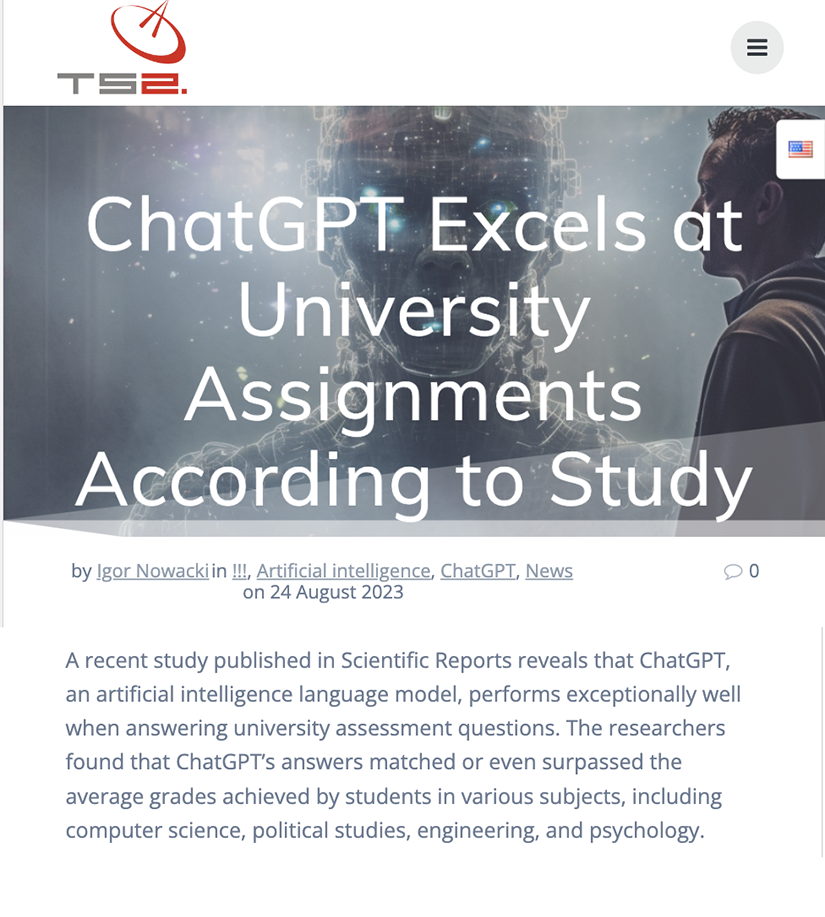 TS2.
ChatGPT Excels at
University
Assignments
According to Study
by Igor Nowacki in !!!, Artificial intelligence, ChatGPT, News
on 24 August 2023
0
A recent study published in Scientific Reports reveals that ChatGPT,
an artificial intelligence language model, performs exceptionally well
when answering university assessment questions. The researchers
found that ChatGPT’s answers matched or even surpassed the
average grades achieved by students in various subjects, including
computer science, political studies, engineering, and psychology.